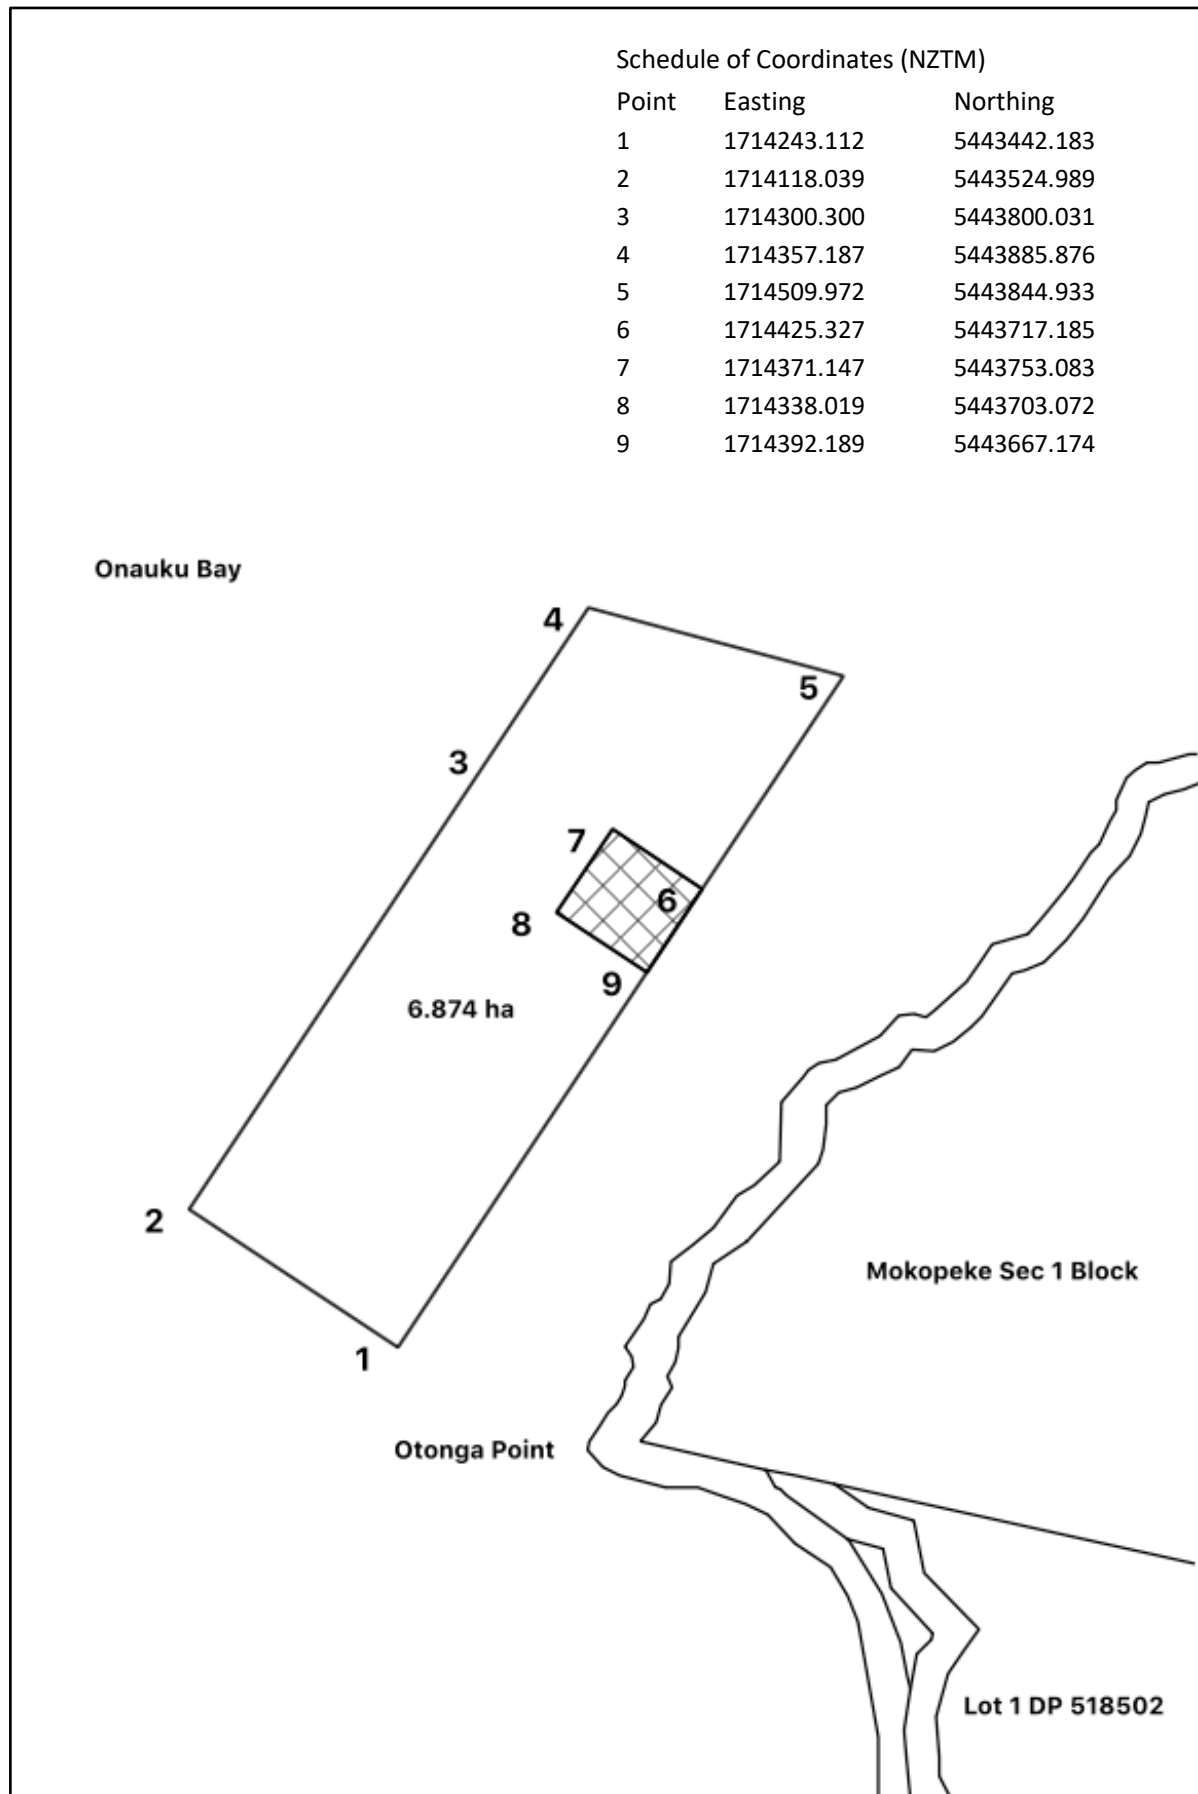 Schedule of Coordinates (NZTM)
Point Easting Northing
1 1714243.112 5443442.183
2 1714118.039 5443524.989
3 1714300.300 5443800.031
4 1714357.187 5443885.876
5 1714509.972 5443844.933
6 1714425.327 5443717.185
7 1714371.147 5443753.083
8 1714338.019 5443703.072
9 1714392.189 5443667.174
Onauku Bay
4
5
3
7
6
8
9
6.874 ha
2
Mokopeke Sec 1 Block
1
Otonga Point
Lot 1 DP 518502